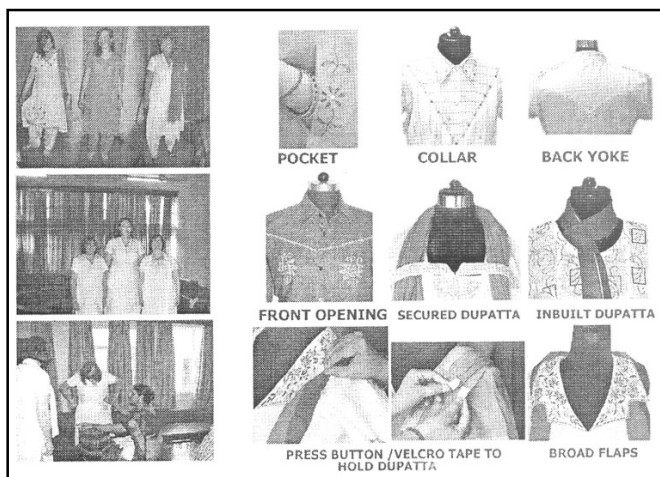 POCKET
COLLAR
BACK YOKE
FRONT OPENING
SECURED DUPATTA
INBUILT DUPATTA
PRESS BUTTON /VELCRO TAPE TO
HOLD DUPATTA
BROAD FLAPS